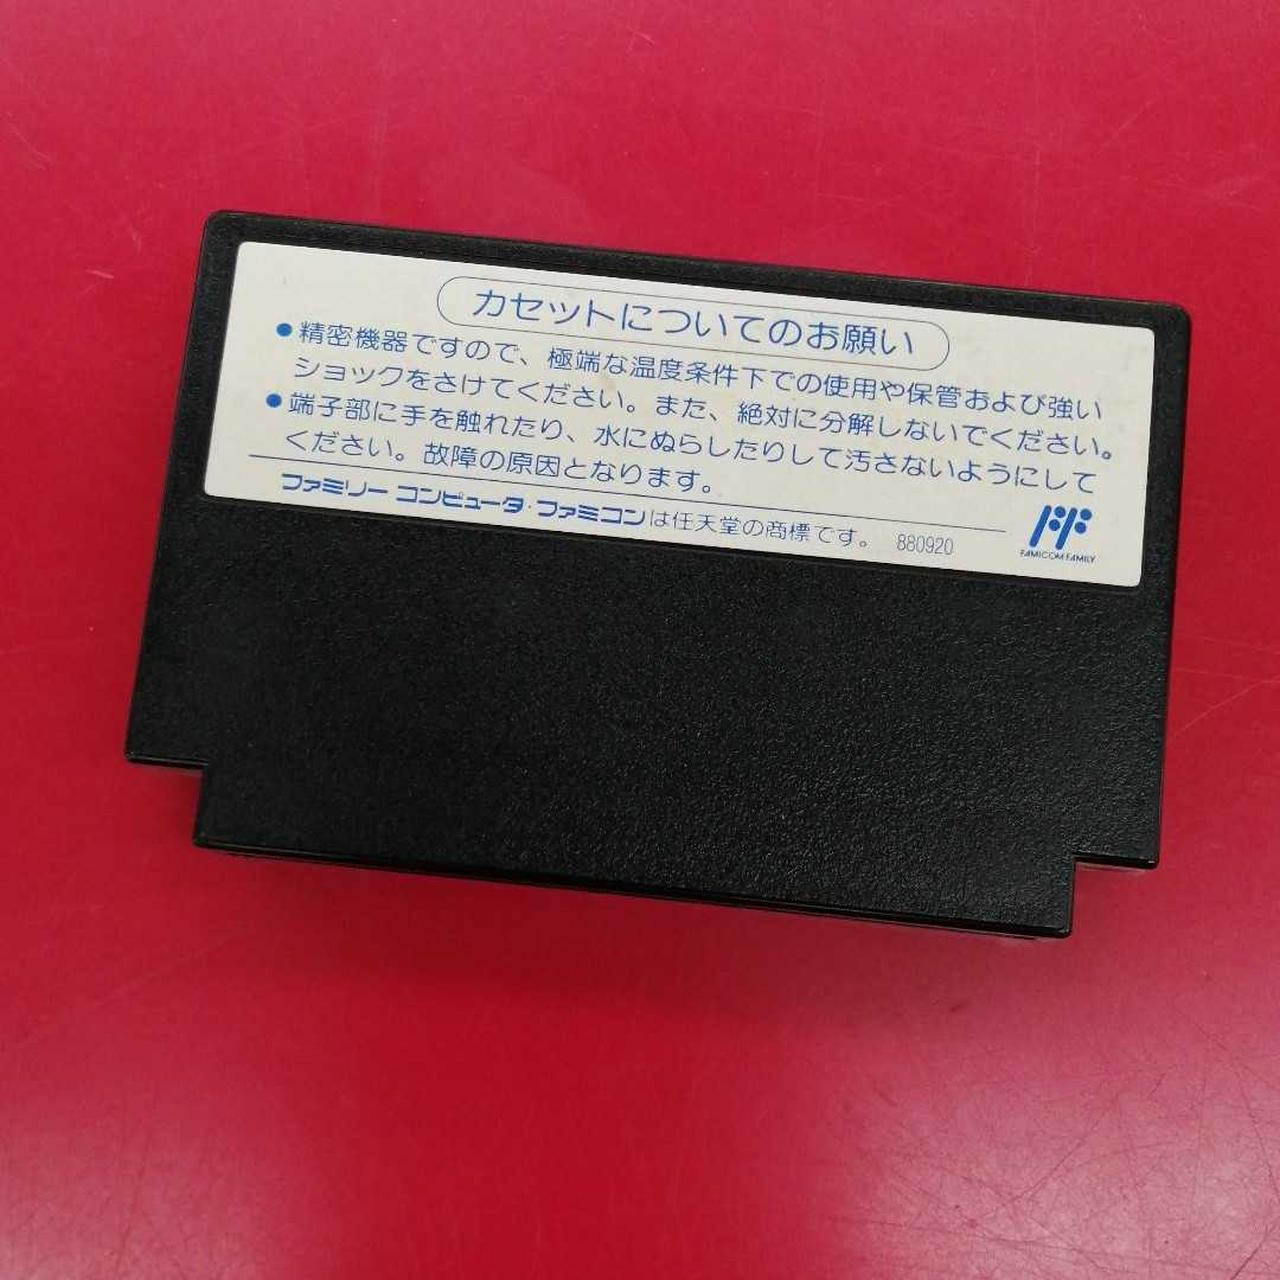 カセットについてのお願い
●精密機器ですので、極端な温度条件下での使用や保管および強い
ショックをさけてください。また、絶対に分解しないでください。
●端子部に手を触れたり、水にぬらしたりして汚さないようにして
ください。故障の原因となります。
ファミリー コンピュータ・ファミコンは任天堂の商標です。 880920
FF
FAMICOM FAMILY